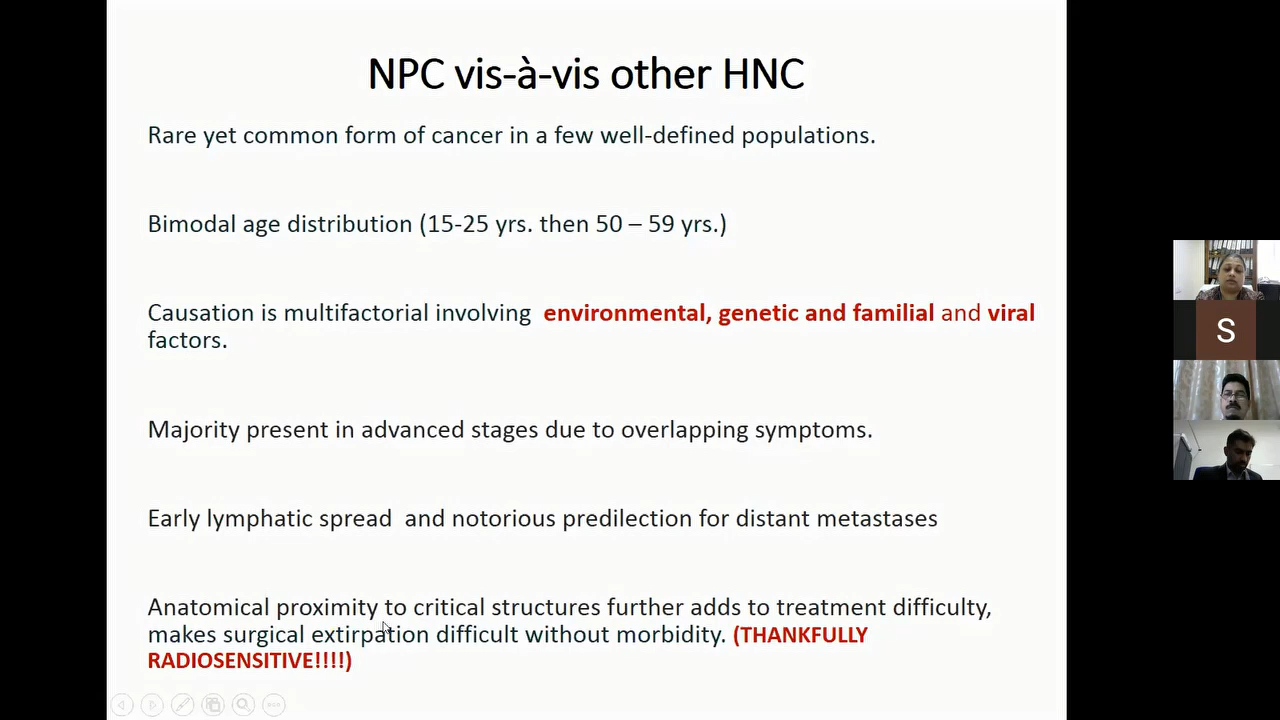 NPC vis-à-vis other HNC
Rare yet common form of cancer in a few well-defined populations.
Bimodal age distribution (15-25 yrs. then 50 – 59 yrs.)
Causation is multifactorial involving environmental, genetic and familial and viral
factors.
Majority present in advanced stages due to overlapping symptoms.
Early lymphatic spread and notorious predilection for distant metastases
Anatomical proximity to critical structures further adds to treatment difficulty,
makes surgical extirpation difficult without morbidity. (THANKFULLY
RADIOSENSITIVE!!!!)
S